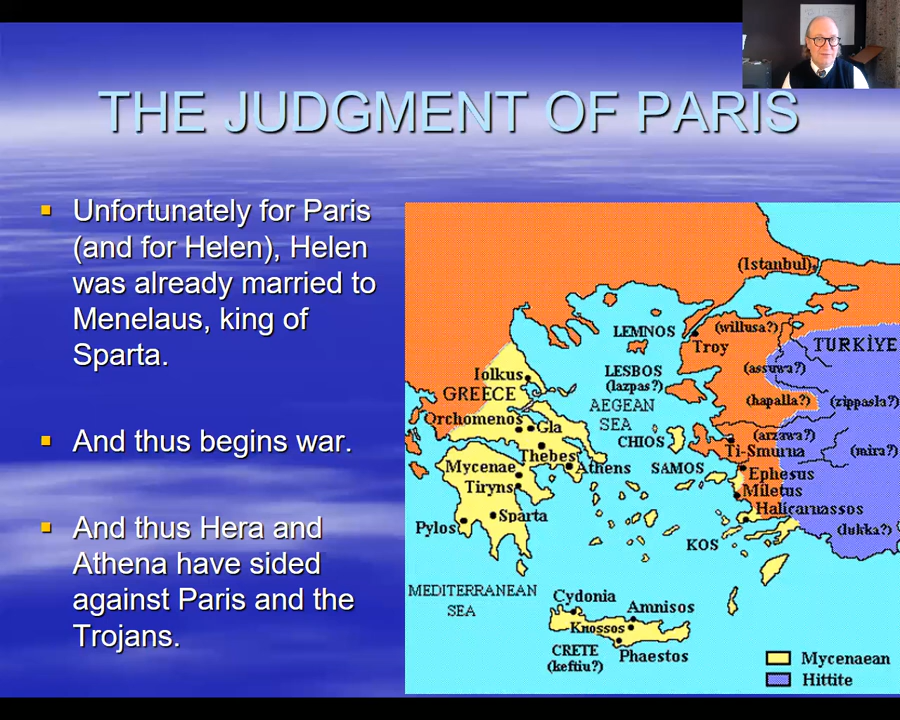 THE JUDGMENT OF PARIS
Unfortunately for Paris
(and for Helen), Helen
was already married to
Menelaus, king of
Sparta.
And thus begins war.
And thus Hera and
Athena have sided
against Paris and the
Trojans.
(Istanbul)
LEMNOS
(willusa?)
Troy
TURKİYE
Iolkus
LESBOS
(lazpas?)
(assuwa?)
GREECE
AEGEAN
SEA
(hapalla?)
(zippasla?)
Orchomenos
Gla
CHIOS
(arzawa?)
Ti-Smurna
(mira?)
Thebes
Mycenae
Athens
SAMOS
Ephesus
Tiryns
Miletus
Sparta
Halicarnassos
Pylos
(lukka?)
KOS
MEDITERRANEAN
SEA
Cydonia
Amnisos
Knossos
CRETE
(keftiu?)
Phaestos
Mycenaean
Hittite